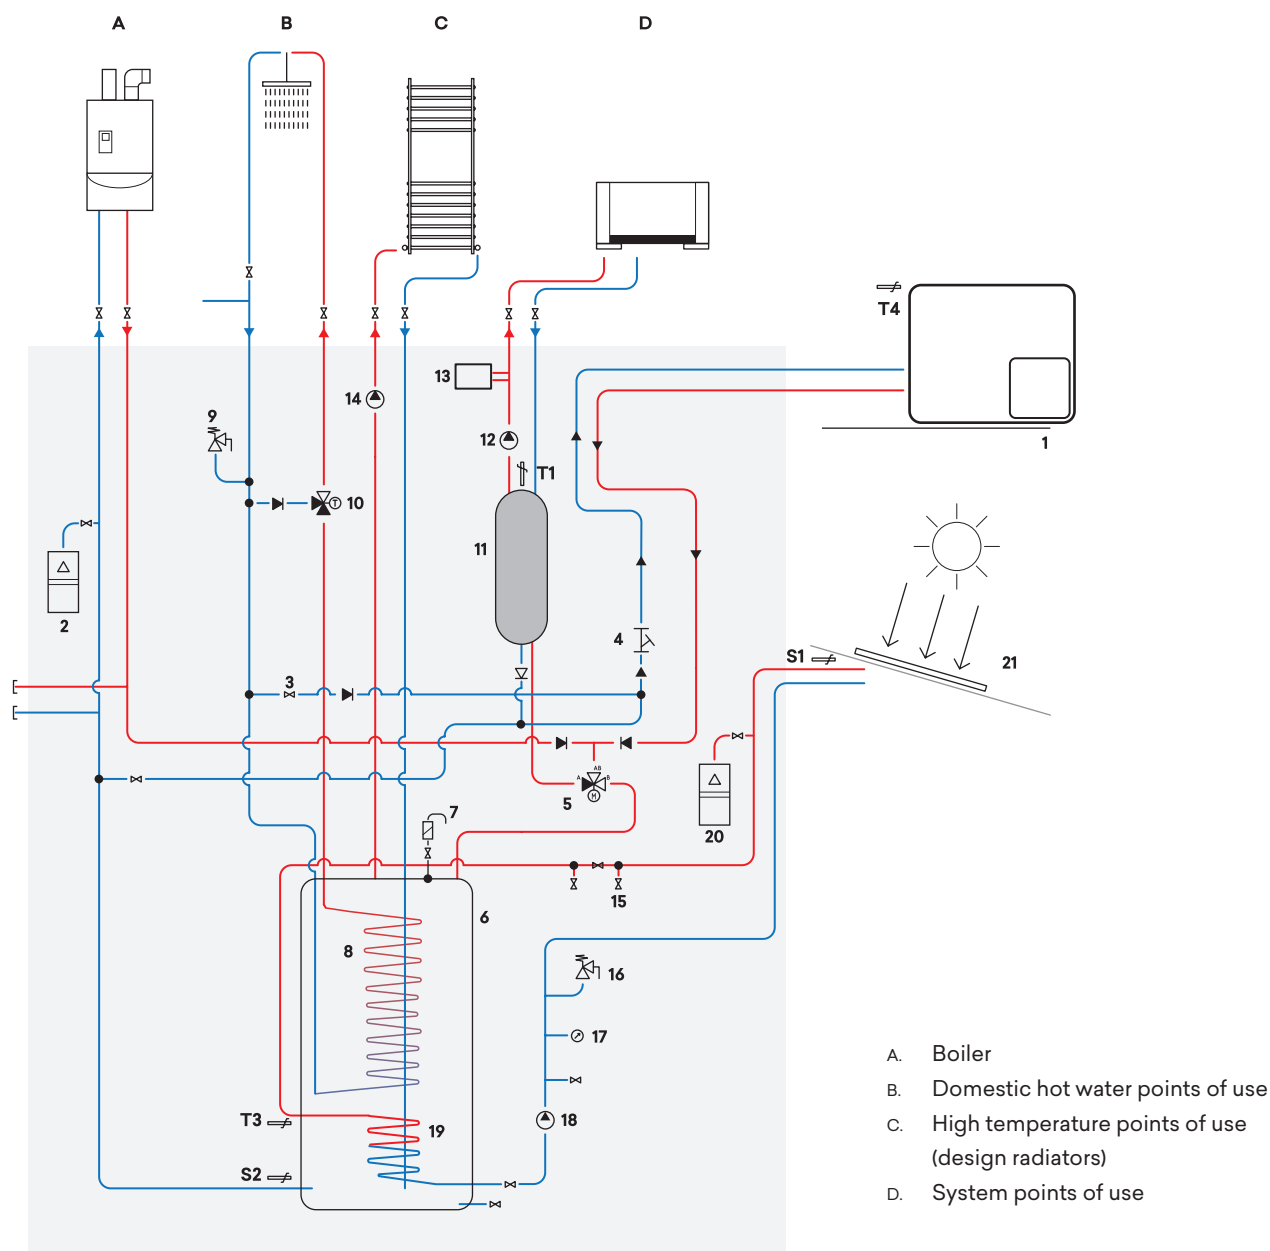 A B C D
T4
1
13
14
9
12
T1
10
11
2
4
S1
21
3
AB
A
B
5
M
7
20
15
6
8
16
17
T3
19
18
S2
T
A. Boiler
B. Domestic hot water points of use
C. High temperature points of use
(design radiators)
D. System points of use